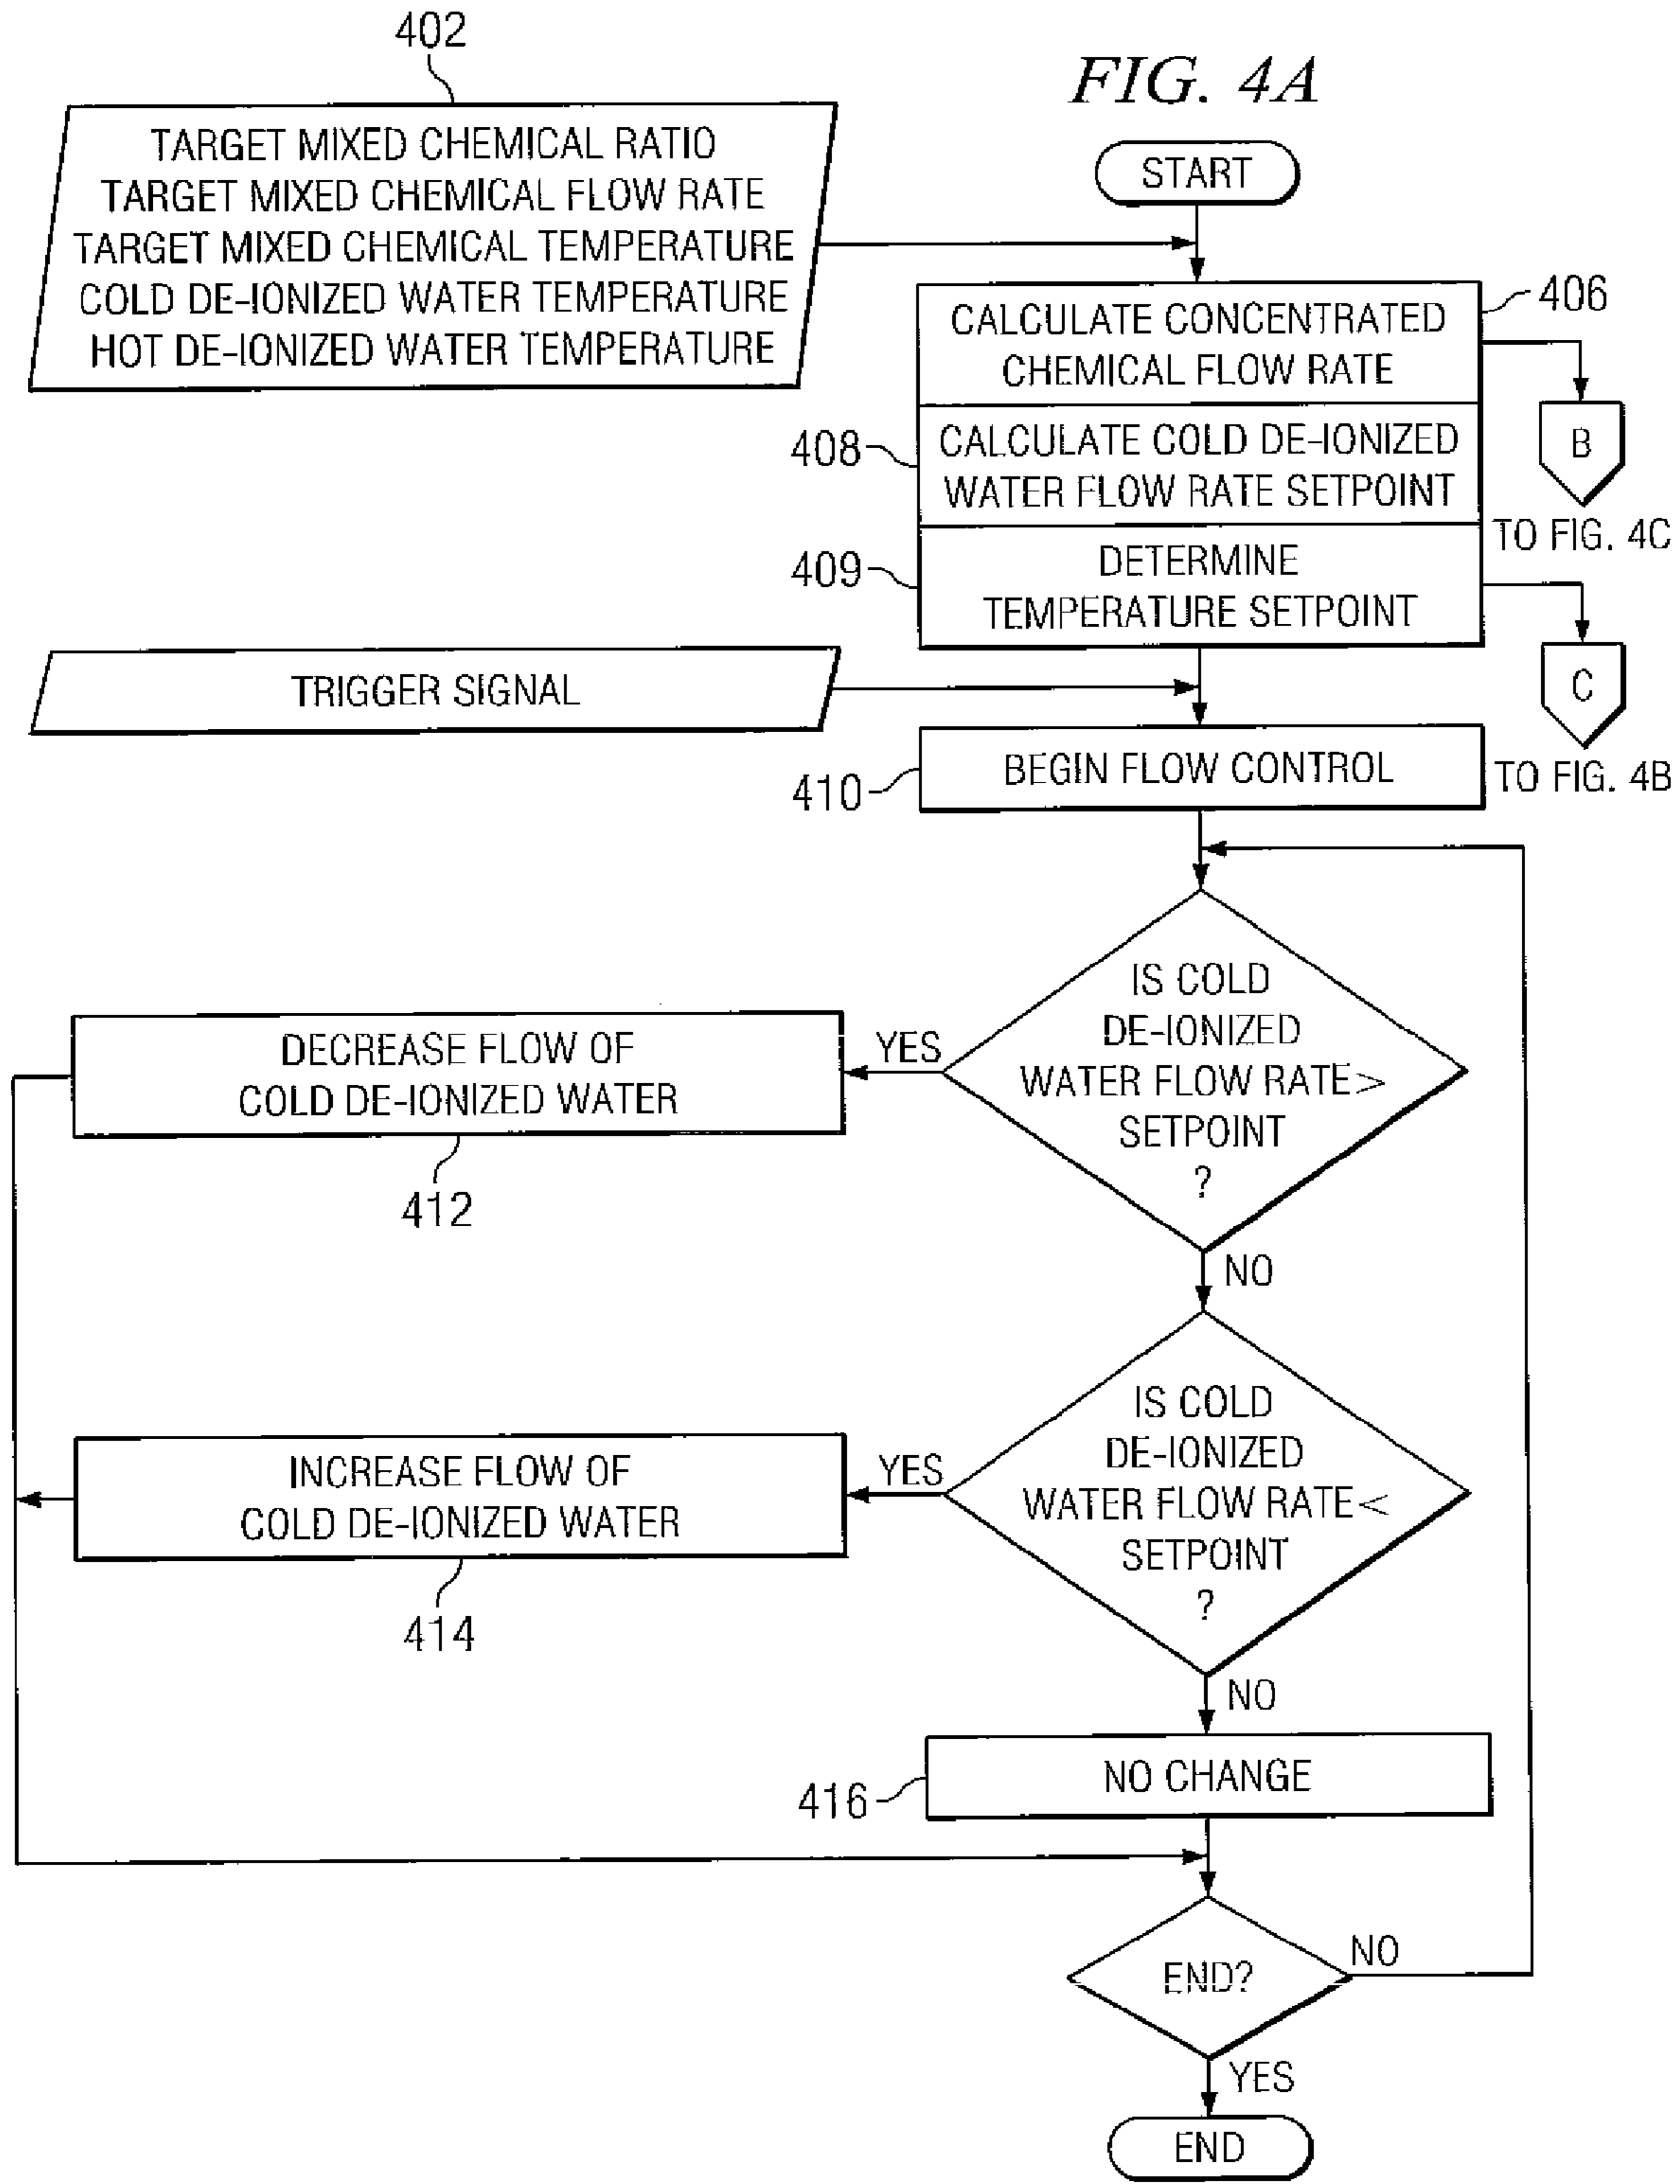 402
FIG. 4A
TARGET MIXED CHEMICAL RATIO
TARGET MIXED CHEMICAL FLOW RATE
TARGET MIXED CHEMICAL TEMPERATURE
COLD DE-IONIZED WATER TEMPERATURE
HOT DE-IONIZED WATER TEMPERATURE
START
406
CALCULATE CONCENTRATED
CHEMICAL FLOW RATE
B
TO FIG. 4C
408
CALCULATE COLD DE-IONIZED
WATER FLOW RATE SETPOINT
409
DETERMINE
TEMPERATURE SETPOINT
C
TO FIG. 4B
TRIGGER SIGNAL
410
BEGIN FLOW CONTROL
IS COLD
DE-IONIZED
WATER FLOW RATE>
SETPOINT
?
YES
DECREASE FLOW OF
COLD DE-IONIZED WATER
412
NO
IS COLD
DE-IONIZED
WATER FLOW RATE<
SETPOINT
?
YES
INCREASE FLOW OF
COLD DE-IONIZED WATER
414
NO
416
NO CHANGE
END?
NO
YES
END